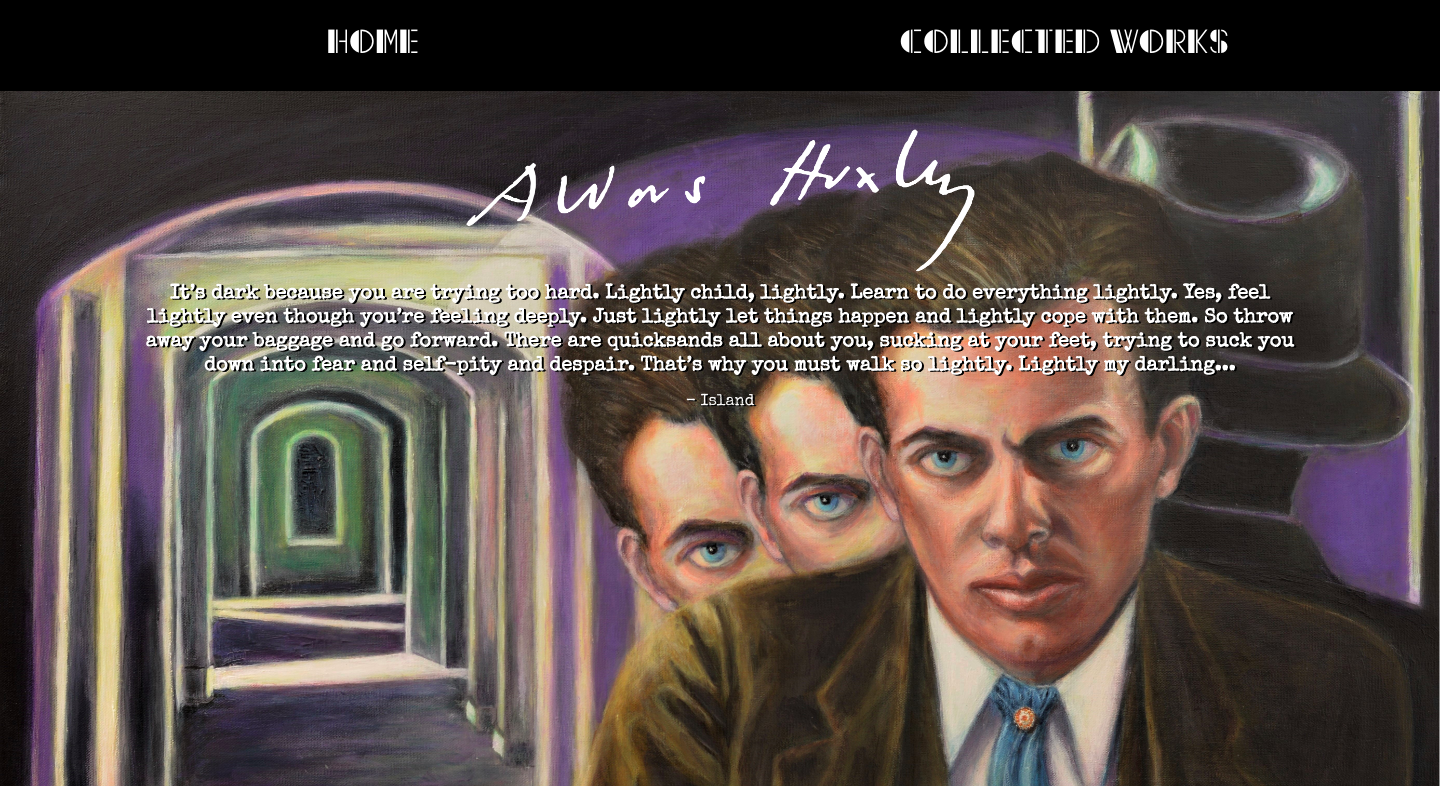 HOME
COLLECTED WORKS
Aldous Huxley
It's dark because you are trying too hard. Lightly child, lightly. Learn to do everything lightly. Yes, feel
lightly even though you're feeling deeply. Just lightly let things happen and lightly cope with them. So throw
away your baggage and go forward. There are quicksands all about you, sucking at your feet, trying to suck you
down into fear and self-pity and despair. That's why you must walk so lightly. Lightly my darling...
- Island